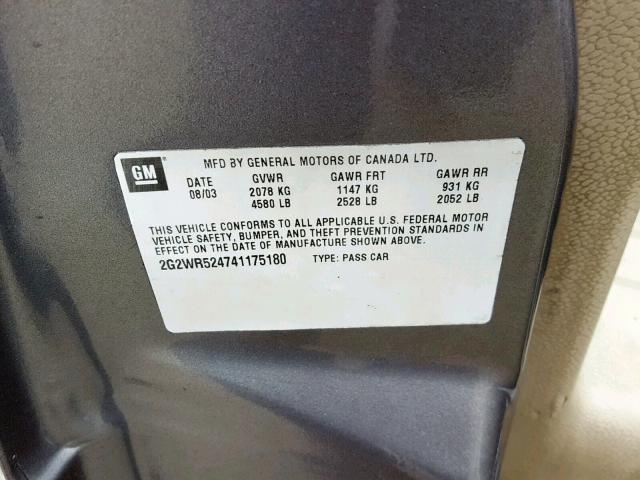 MFD BY GENERAL MOTORS OF CANADA LTD.
GM
DATE GVWR GAWR FRT GAWR RR
08/03 2078 KG 1147 KG 931 KG
4580 LB 2528 LB 2052 LB
THIS VEHICLE CONFORMS TO ALL APPLICABLE U.S. FEDERAL MOTOR
VEHICLE SAFETY, BUMPER, AND THEFT PREVENTION STANDARDS IN
EFFECT ON THE DATE OF MANUFACTURE SHOWN ABOVE.
2G2WR524741175180 TYPE: PASS CAR